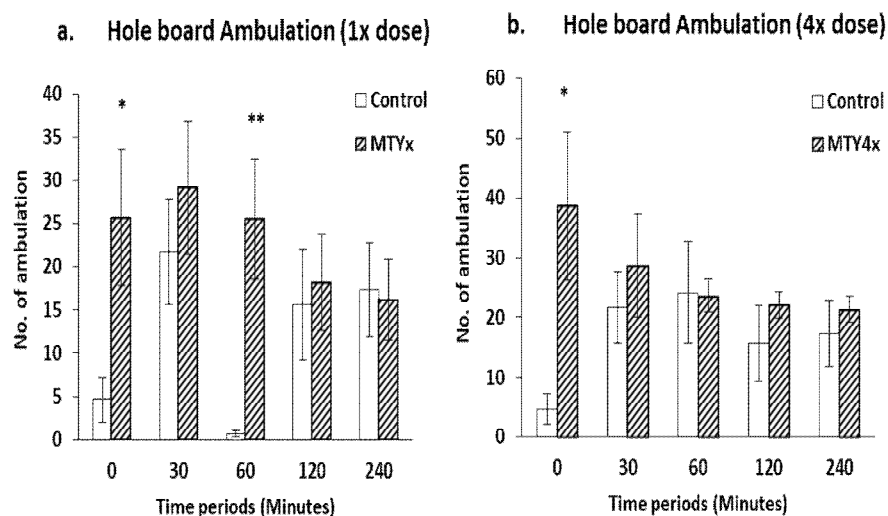 a. Hole board Ambulation (1x dose)
No. of ambulation
40
35
30
25
20
15
10
5
0
* **
Control
MTYx
0 30 60 120 240
Time periods (Minutes)
b. Hole board Ambulation (4x dose)
No. of ambulation
60
50
40
30
20
10
0
*
Control
MTY4x
0 30 60 120 240
Time periods (Minutes)